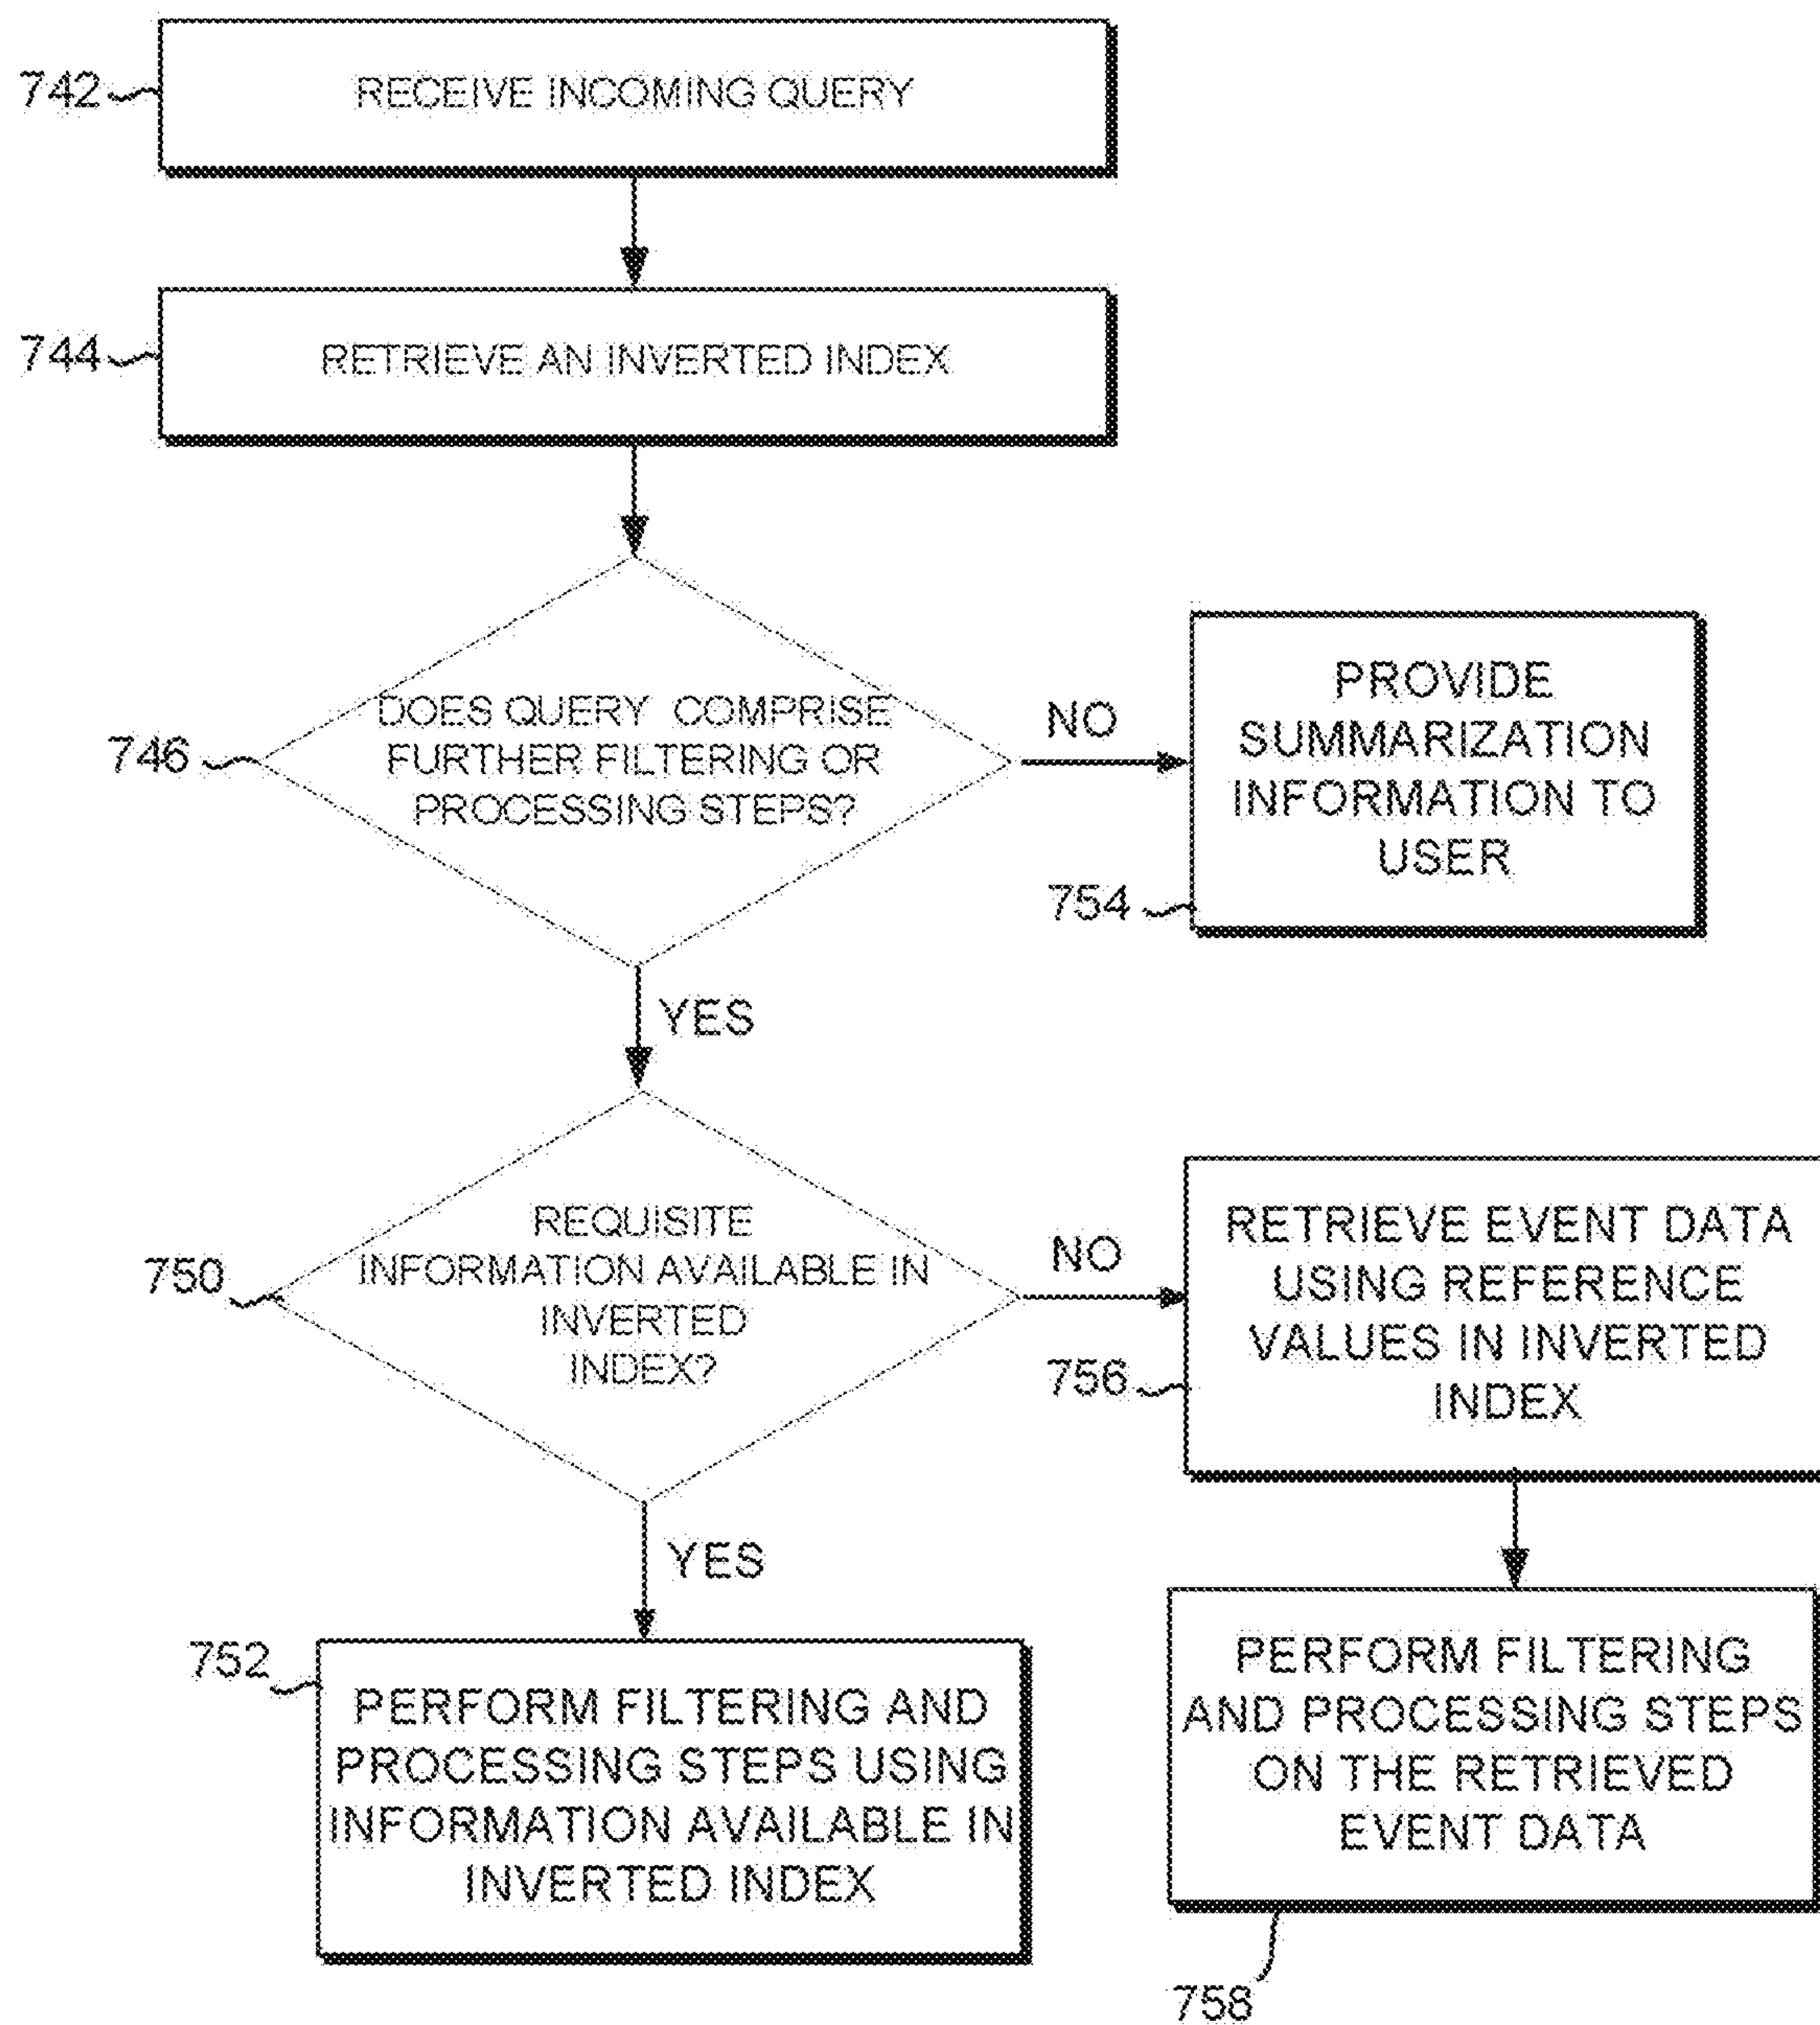 742
RECEIVE INCOMING QUERY
744
RETRIEVE AN INVERTED INDEX
746
DOES QUERY COMPRISE
FURTHER FILTERING OR
PROCESSING STEPS?
NO
PROVIDE
SUMMARIZATION
INFORMATION TO
USER
754
YES
750
REQUISITE
INFORMATION AVAILABLE IN
INVERTED
INDEX?
NO
RETRIEVE EVENT DATA
USING REFERENCE
VALUES IN INVERTED
INDEX
756
YES
752
PERFORM FILTERING AND
PROCESSING STEPS USING
INFORMATION AVAILABLE IN
INVERTED INDEX
PERFORM FILTERING
AND PROCESSING STEPS
ON THE RETRIEVED
EVENT DATA
758